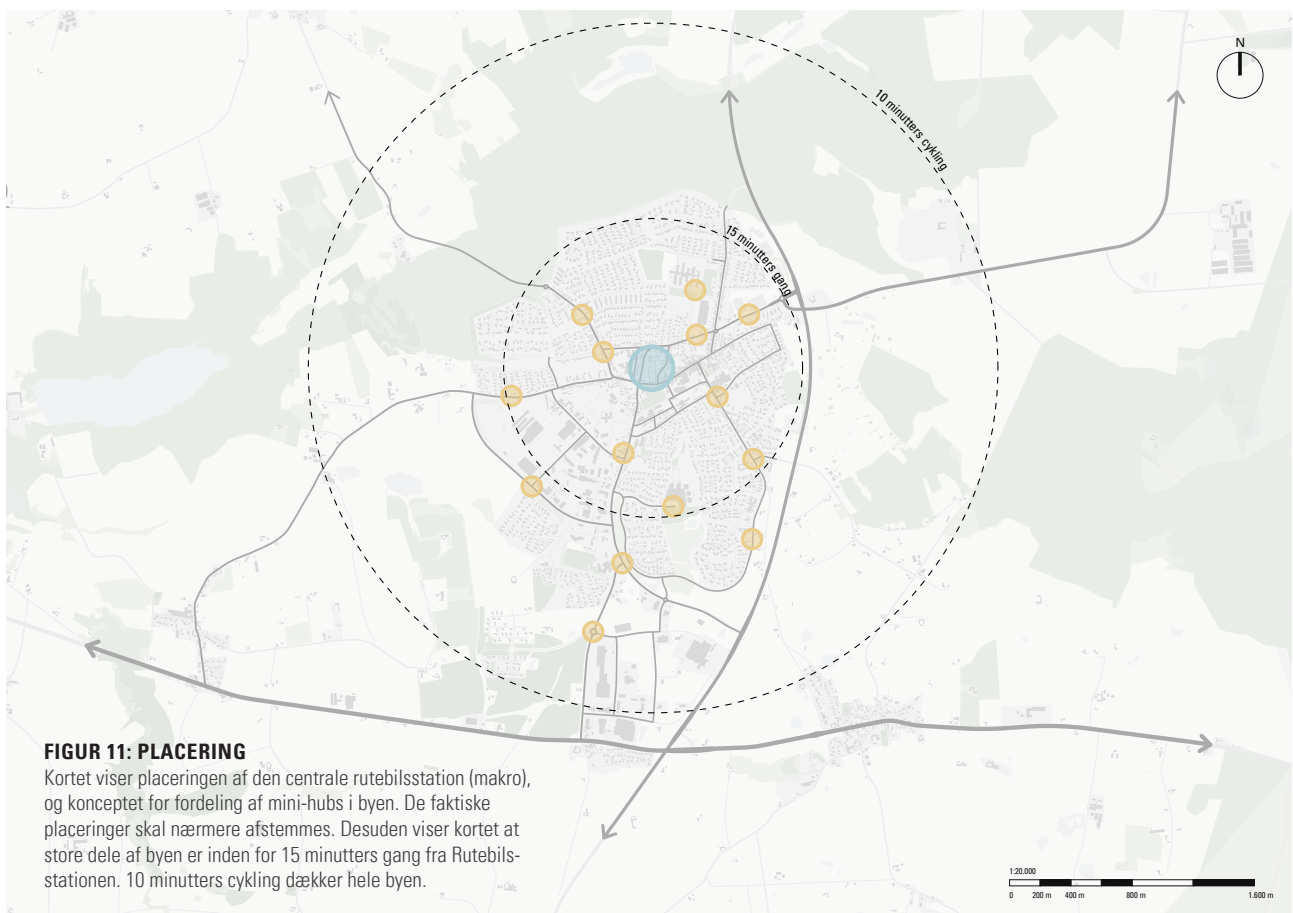 N
10 minutters cykling
15 minutters gang
FIGUR 11: PLACERING
Kortet viser placeringen af den centrale rutebilsstation (makro),
og konceptet for fordeling af mini-hubs i byen. De faktiske
placeringer skal nærmere afstemmes. Desuden viser kortet at
store dele af byen er inden for 15 minutters gang fra Rutebils-
stationen. 10 minutters cykling dækker hele byen.
1:20.000
0 200 m 400 m 800 m 1.600 m